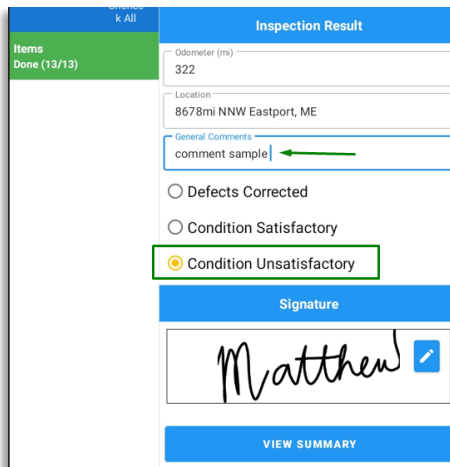 k All
Inspection Result
Items
Done (13/13)
Odometer (mi)
322
Location
8678mi NNW Eastport, ME
General Comments
comment sample
Defects Corrected
Condition Satisfactory
Condition Unsatisfactory
Signature
Matthew
VIEW SUMMARY